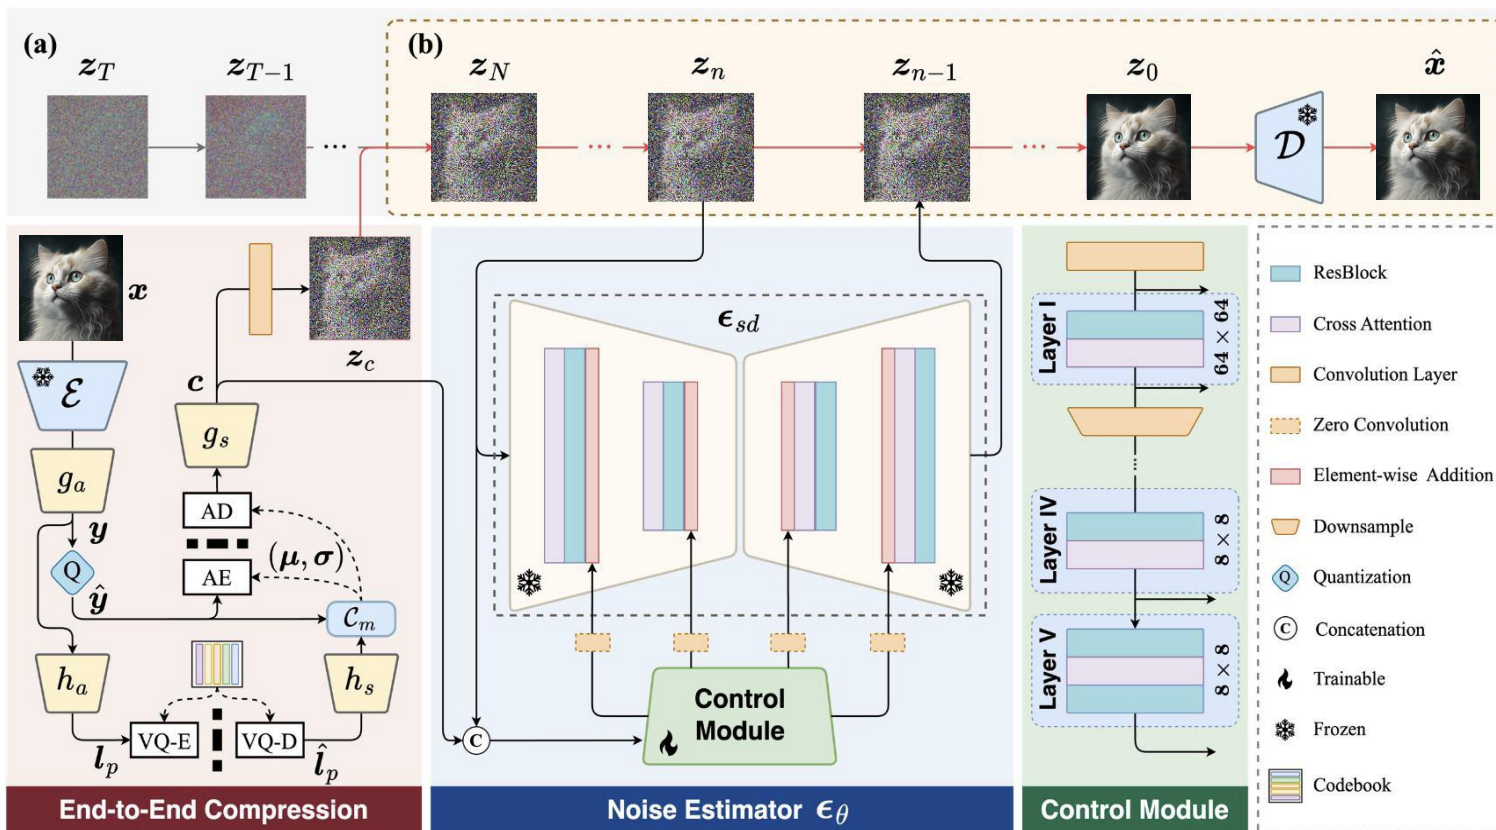 (a)
(b)
z_T
z_{T−1}
...
z_N
...
z_n
z_{n−1}
...
z_0
x̂
D
x
z_c
ε
c
g_s
g_a
AD
y
(μ, σ)
Q
AE
ŷ
C_m
h_a
h_s
VQ-E
VQ-D
l_p
l̂_p
End-to-End Compression
ϵ_{sd}
Control
Module
C
Noise Estimator ϵ_θ
Layer I
64 × 64
...
Layer IV
8 × 8
Layer V
8 × 8
Control Module
ResBlock
Cross Attention
Convolution Layer
Zero Convolution
Element-wise Addition
Downsample
Q
Quantization
C
Concatenation
Trainable
Frozen
Codebook